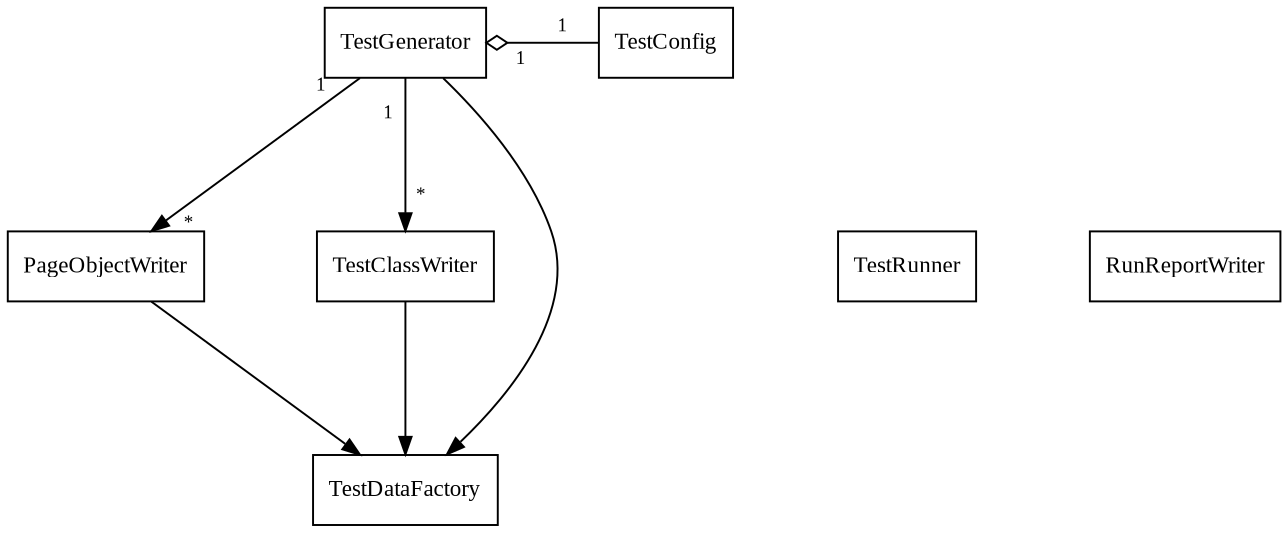 TestGenerator
1
1
TestConfig
1
1
*
*
PageObjectWriter
TestClassWriter
TestRunner
RunReportWriter
TestDataFactory